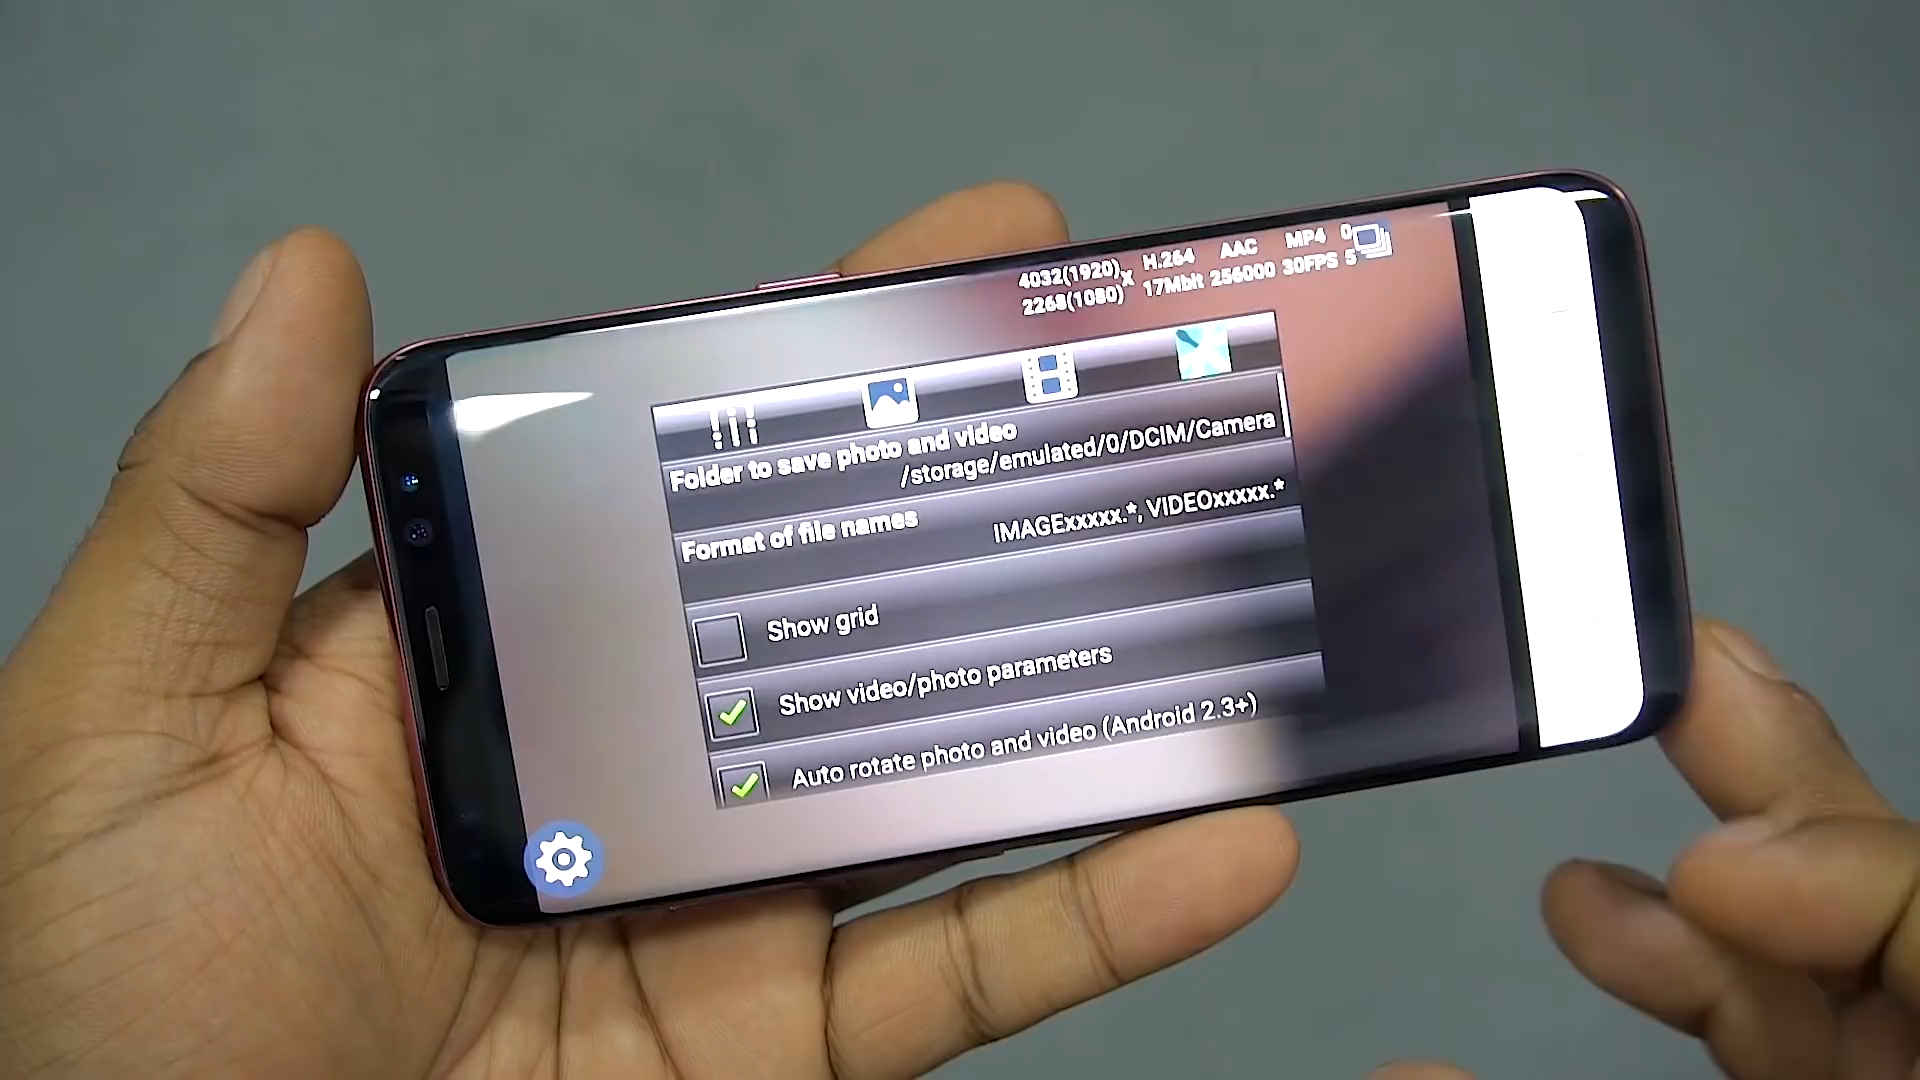 4032(1920)x H.264 AAC MP4 0
2268(1080) 17Mbit 256000 30FPS 5
Folder to save photo and video
/storage/emulated/0/DCIM/Camera
Format of file names
IMAGExxxxx.*, VIDEOxxxxx.*
Show grid
Show video/photo parameters
Auto rotate photo and video (Android 2.3+)